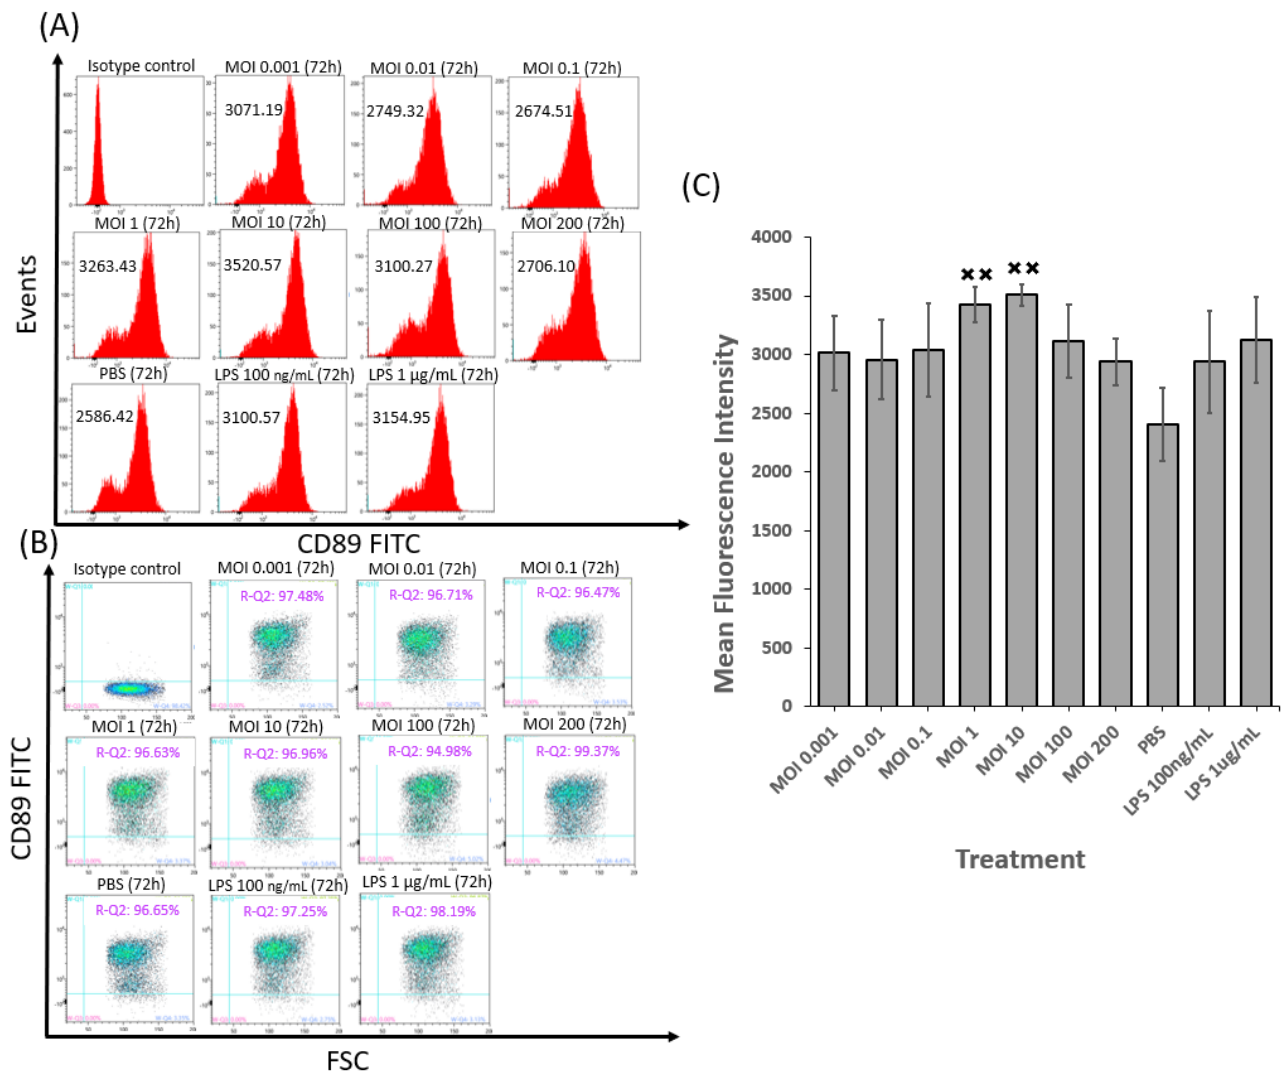 (A)
Isotype control
MOI 0.001 (72h)
MOI 0.01 (72h)
MOI 0.1 (72h)
3071.19
2749.32
2674.51
MOI 1 (72h)
MOI 10 (72h)
MOI 100 (72h)
MOI 200 (72h)
3263.43
3520.57
3100.27
2706.10
PBS (72h)
LPS 100 ng/mL (72h)
LPS 1 µg/mL (72h)
2586.42
3100.57
3154.95
Events
CD89 FITC
(B)
Isotype control
MOI 0.001 (72h)
MOI 0.01 (72h)
MOI 0.1 (72h)
R-Q2: 97.48%
R-Q2: 96.71%
R-Q2: 96.47%
MOI 1 (72h)
MOI 10 (72h)
MOI 100 (72h)
MOI 200 (72h)
R-Q2: 96.63%
R-Q2: 96.96%
R-Q2: 94.98%
R-Q2: 99.37%
PBS (72h)
LPS 100 ng/mL (72h)
LPS 1 µg/mL (72h)
R-Q2: 96.65%
R-Q2: 97.25%
R-Q2: 98.19%
CD89 FITC
FSC
(C)
Mean Fluorescence Intensity
4000
3500
3000
2500
2000
1500
1000
500
0
MOI 0.001
MOI 0.01
MOI 0.1
MOI 1
MOI 10
MOI 100
MOI 200
PBS
LPS 100ng/mL
LPS 1ug/mL
Treatment